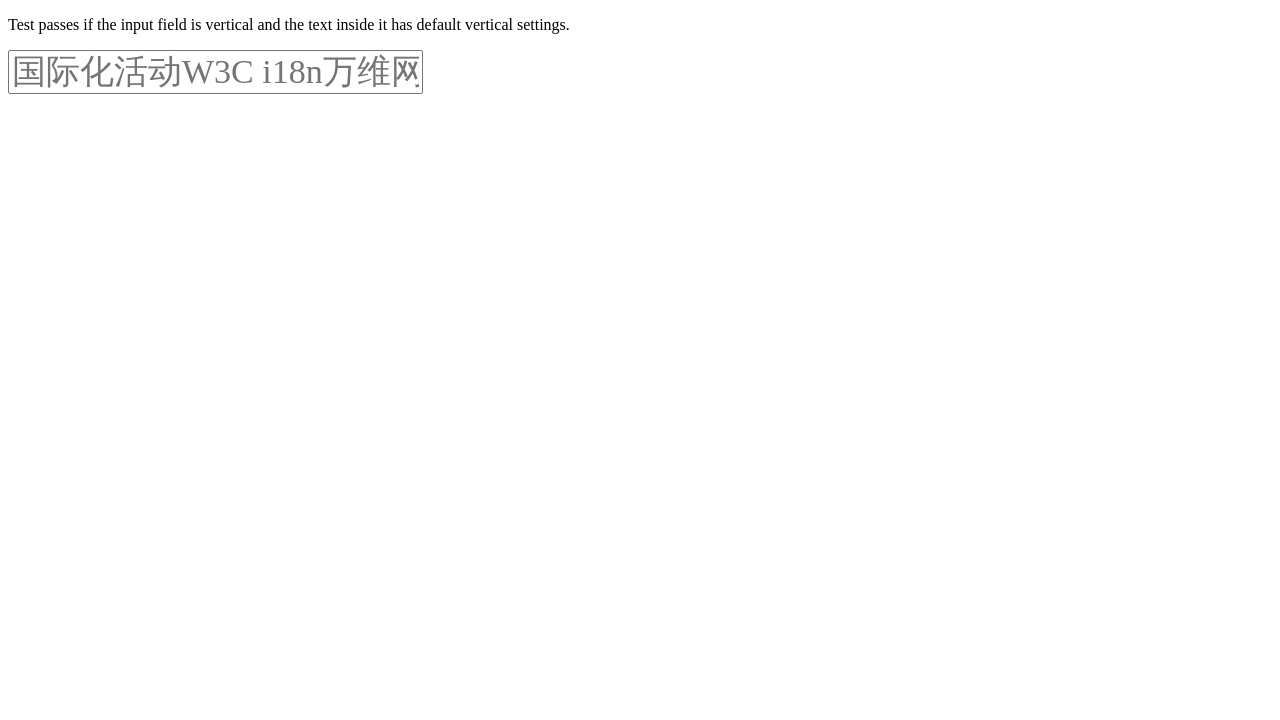 Test passes if the input field is vertical and the text inside it has default vertical settings.
国际化活动W3C i18n万维网